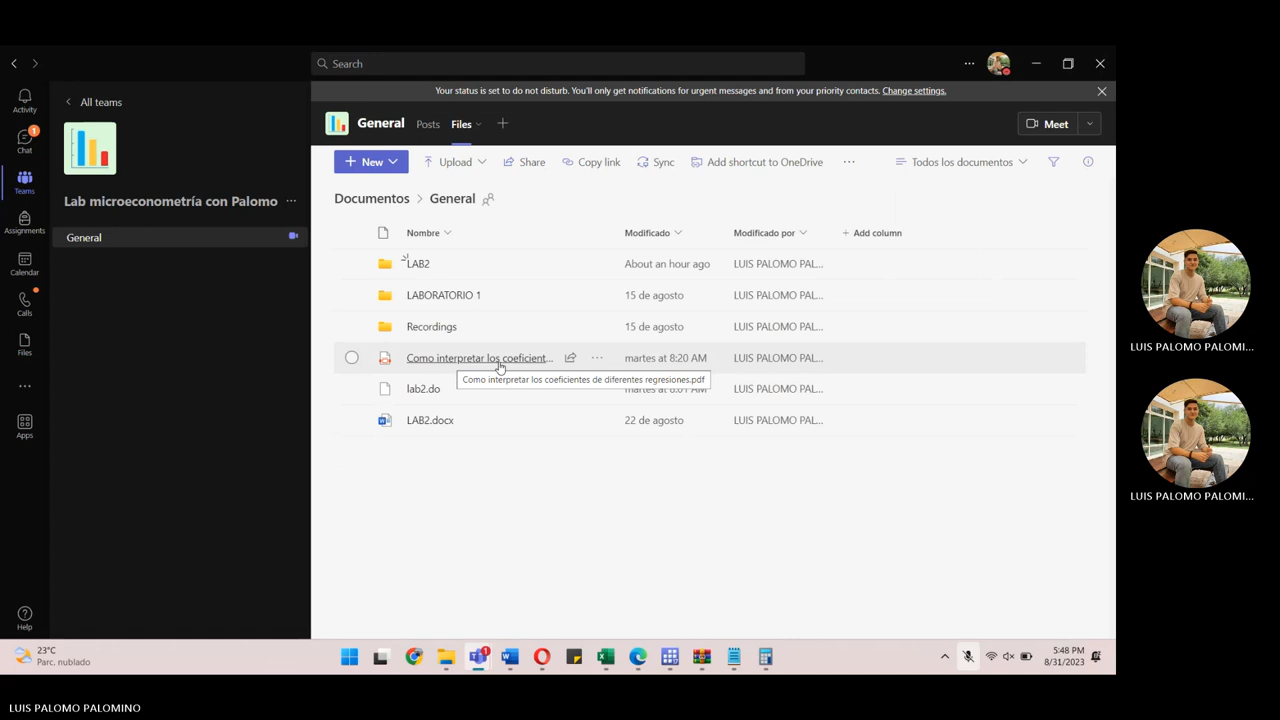 Search
Your status is set to do not disturb. You'll only get notifications for urgent messages and from your priority contacts. Change settings.
Activity
Chat
1
Teams
Assignments
Calendar
Calls
Files
Apps
Help
All teams
Lab microeconometría con Palomo
General
General Posts Files
Meet
New Upload Share Copy link Sync Add shortcut to OneDrive Todos los documentos
Documentos > General
Nombre Modificado Modificado por Add column
LAB2 About an hour ago LUIS PALOMO PAL...
LABORATORIO 1 15 de agosto LUIS PALOMO PAL...
Recordings 15 de agosto LUIS PALOMO PAL...
Como interpretar los coeficient... martes at 8:20 AM LUIS PALOMO PAL...
Como interpretar los coeficientes de diferentes regresiones.pdf
lab2.do martes at 8:01 AM LUIS PALOMO PAL...
LAB2.docx 22 de agosto LUIS PALOMO PAL...
LUIS PALOMO PALOMI...
LUIS PALOMO PALOMI...
23°C
Parc. nublado
1
5:48 PM
8/31/2023
LUIS PALOMO PALOMINO